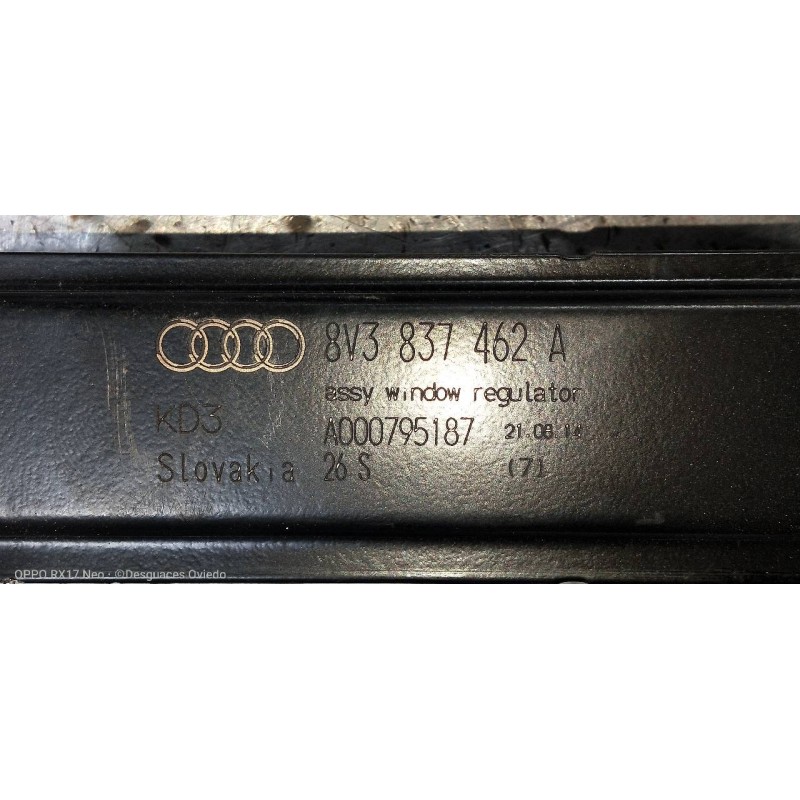 8V3 837 462 A
assy window regulator
KD3 A000795187 21.08.14
Slovakia 26 S (7)
OPPO RX17 Neo · ©Desguaces Oviedo